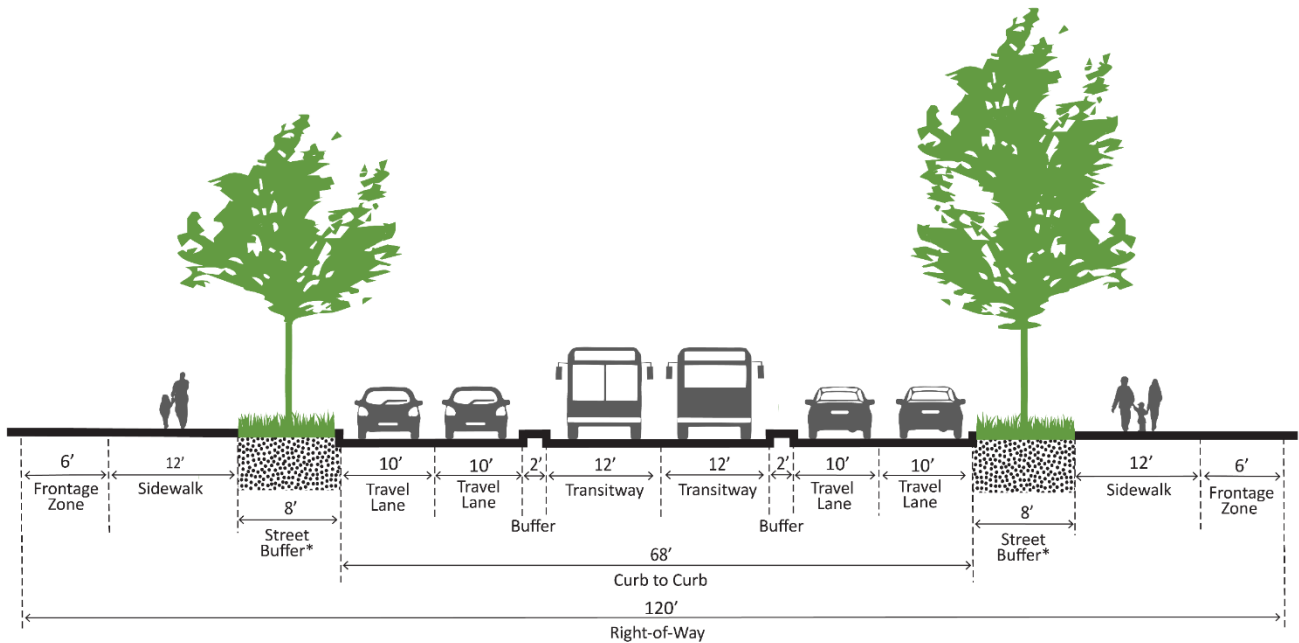 6’
Frontage
Zone
12’
Sidewalk
8’
Street
Buffer*
10’
Travel
Lane
10’
Travel
Lane
2’
Buffer
12’
Transitway
12’
Transitway
2’
Buffer
10’
Travel
Lane
10’
Travel
Lane
8’
Street
Buffer*
12’
Sidewalk
6’
Frontage
Zone
68’
Curb to Curb
120’
Right-of-Way